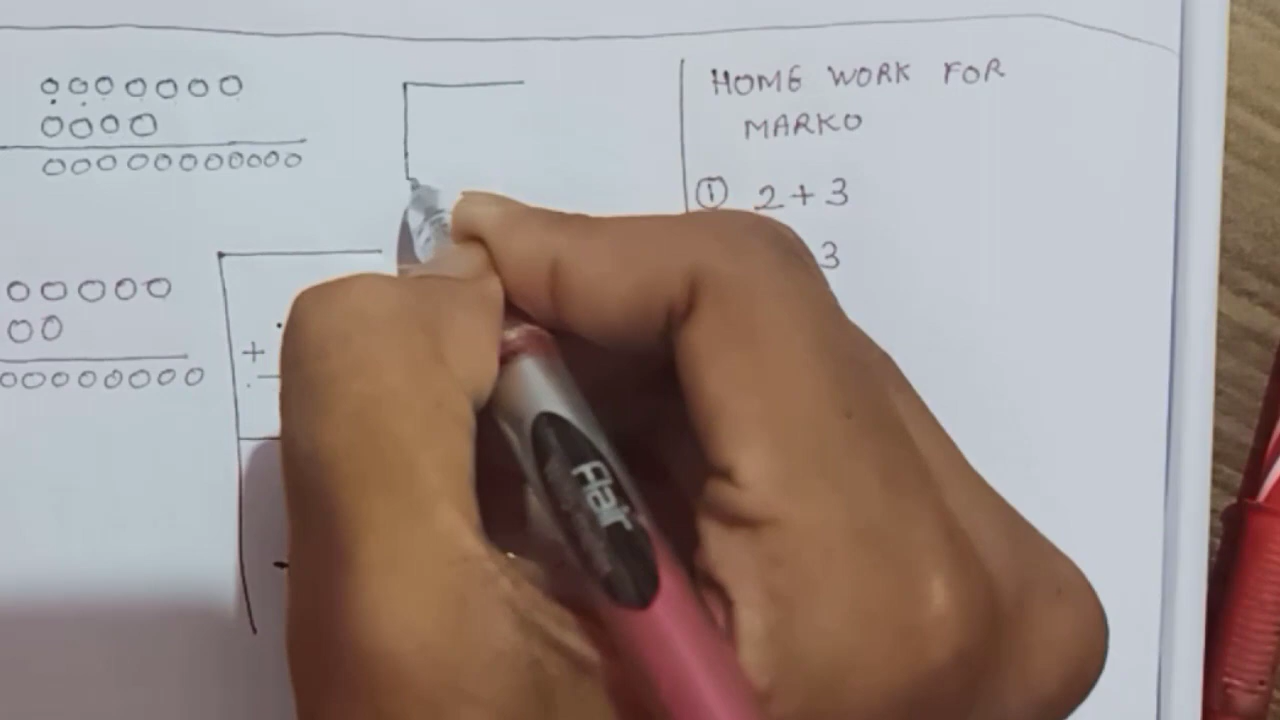 HOME WORK FOR
MARKO
① 2 + 3
3
+
Flair